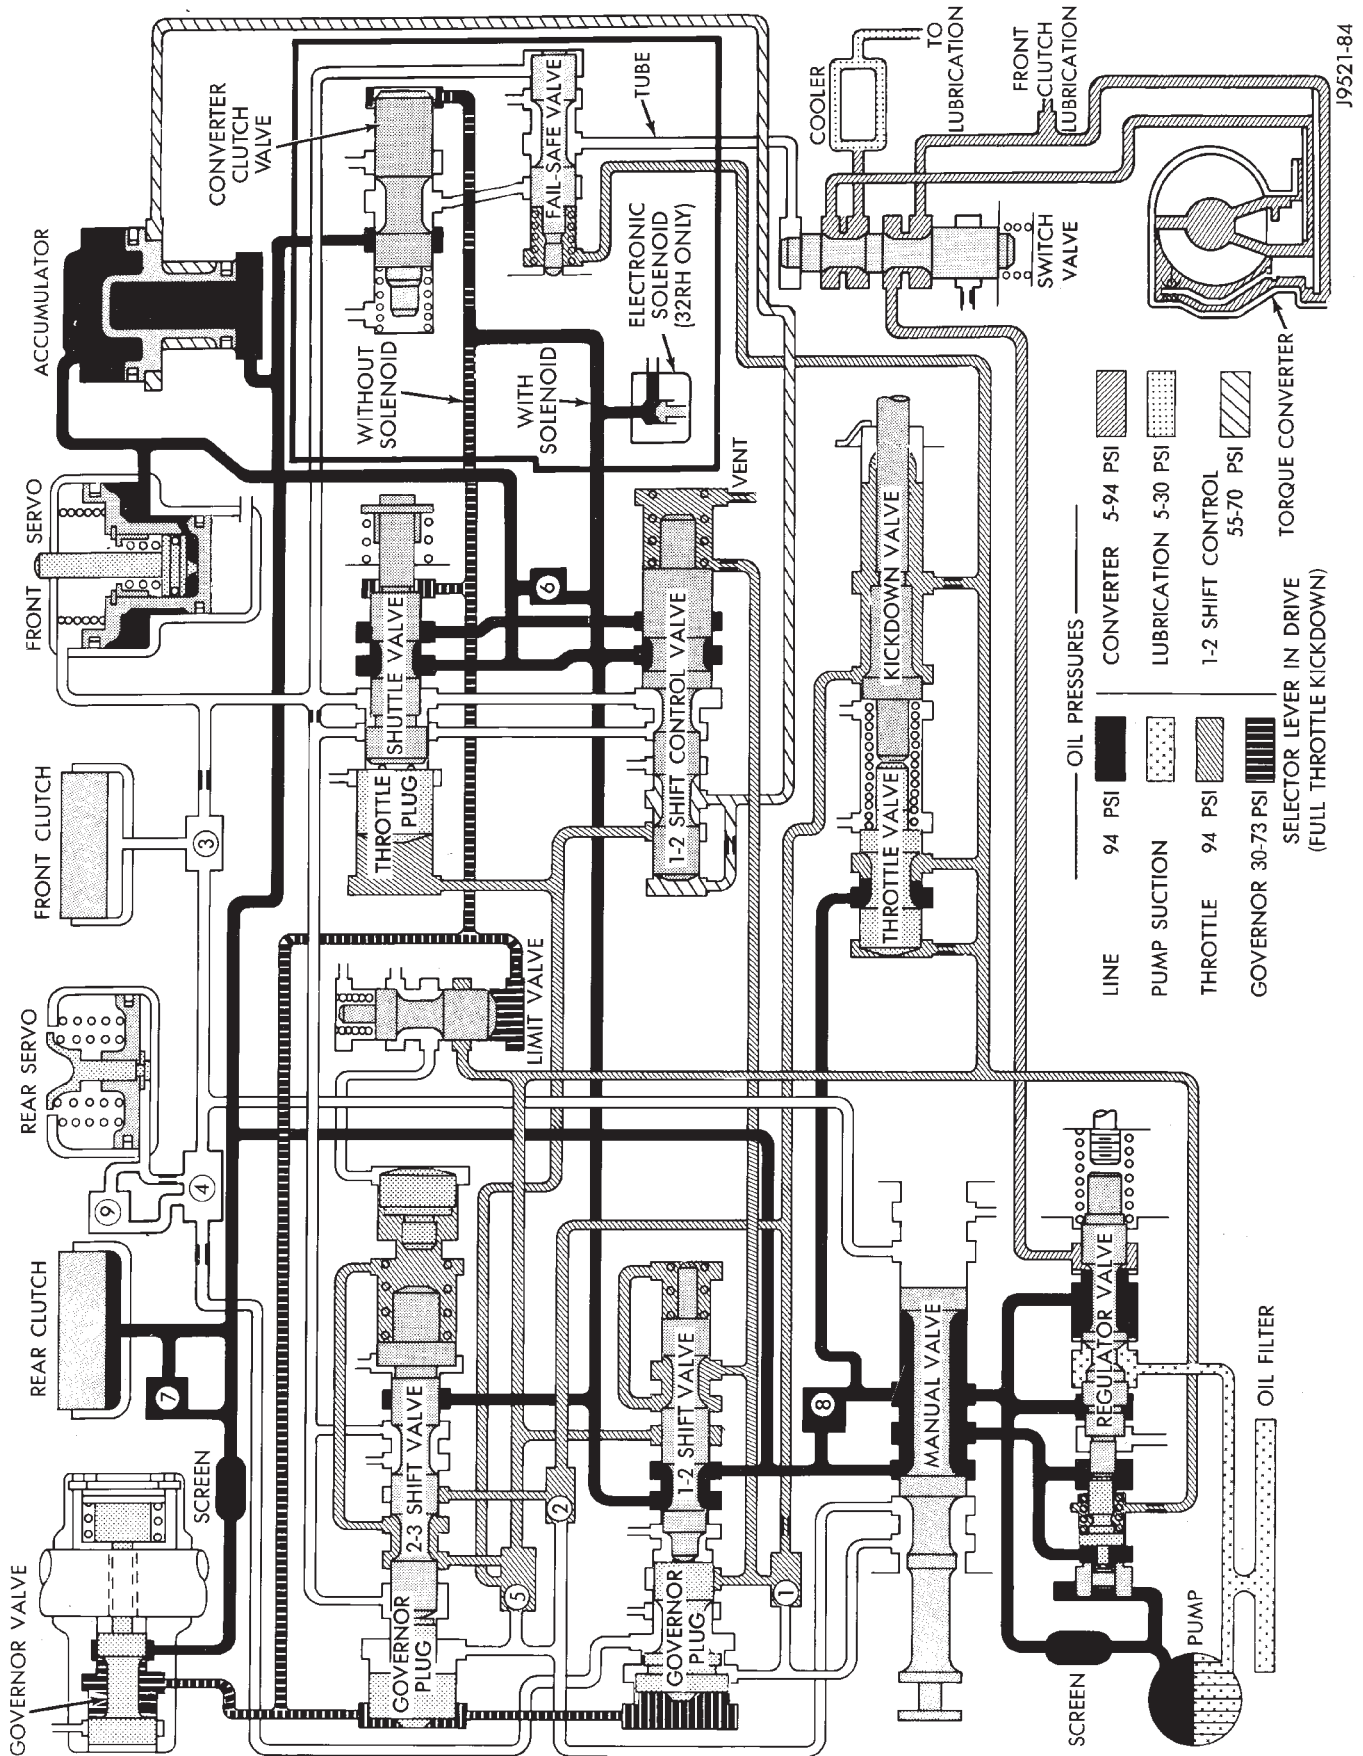 GOVERNOR VALVE
REAR CLUTCH
REAR SERVO
FRONT CLUTCH
FRONT SERVO
ACCUMULATOR
SCREEN
7
9
4
3
CONVERTER
CLUTCH
VALVE
GOVERNOR
PLUG
2-3 SHIFT VALVE
LIMIT VALVE
THROTTLE
PLUG
SHUTTLE VALVE
WITHOUT
SOLENOID
WITH
SOLENOID
FAIL-SAFE VALVE
TUBE
ELECTRONIC
SOLENOID
(32RH ONLY)
5
2
6
GOVERNOR
PLUG
1-2 SHIFT VALVE
1-2 SHIFT CONTROL VALVE
VENT
1
8
COOLER
TO
LUBRICATION
FRONT
CLUTCH
LUBRICATION
SWITCH
VALVE
MANUAL VALVE
THROTTLE VALVE
KICKDOWN VALVE
SCREEN
PUMP
REGULATOR VALVE
OIL FILTER
TORQUE CONVERTER
OIL PRESSURES
LINE 94 PSI
PUMP SUCTION
THROTTLE 94 PSI
GOVERNOR 30-73 PSI
CONVERTER 5-94 PSI
LUBRICATION 5-30 PSI
1-2 SHIFT CONTROL
55-70 PSI
SELECTOR LEVER IN DRIVE
(FULL THROTTLE KICKDOWN)
J9521-84